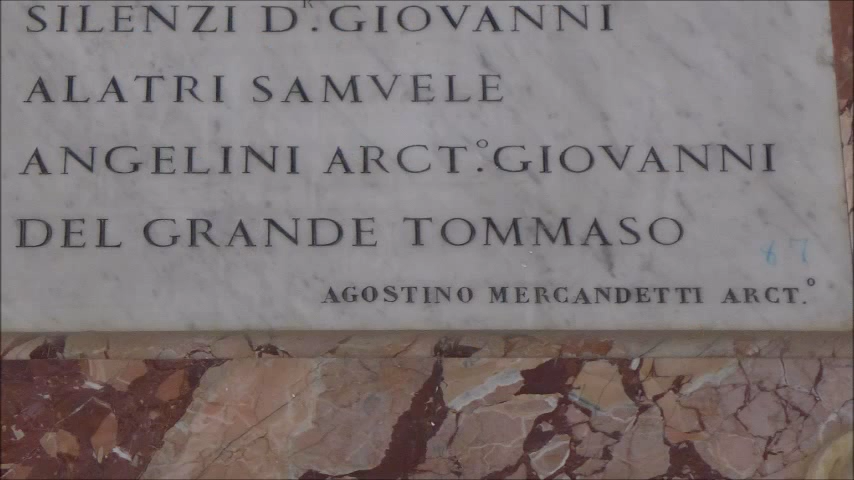 SILENZI Dᴿ. GIOVANNI
ALATRI SAMVELE
ANGELINI ARCT.º GIOVANNI
DEL GRANDE TOMMASO
AGOSTINO MERCANDETTI ARCT.º